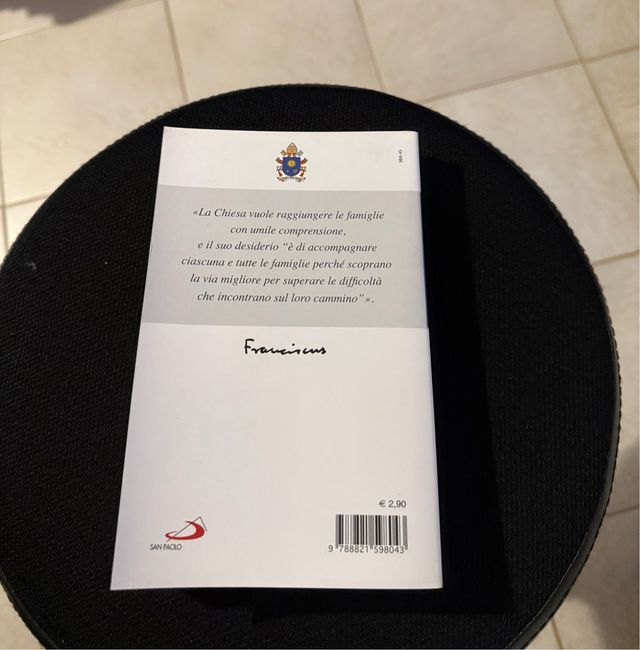 «La Chiesa vuole raggiungere le famiglie
con umile comprensione,
e il suo desiderio “è di accompagnare
ciascuna e tutte le famiglie perché scoprano
la via migliore per superare le difficoltà
che incontrano sul loro cammino”».
Franciscus
€ 2,90
SAN PAOLO
9 788821 598043